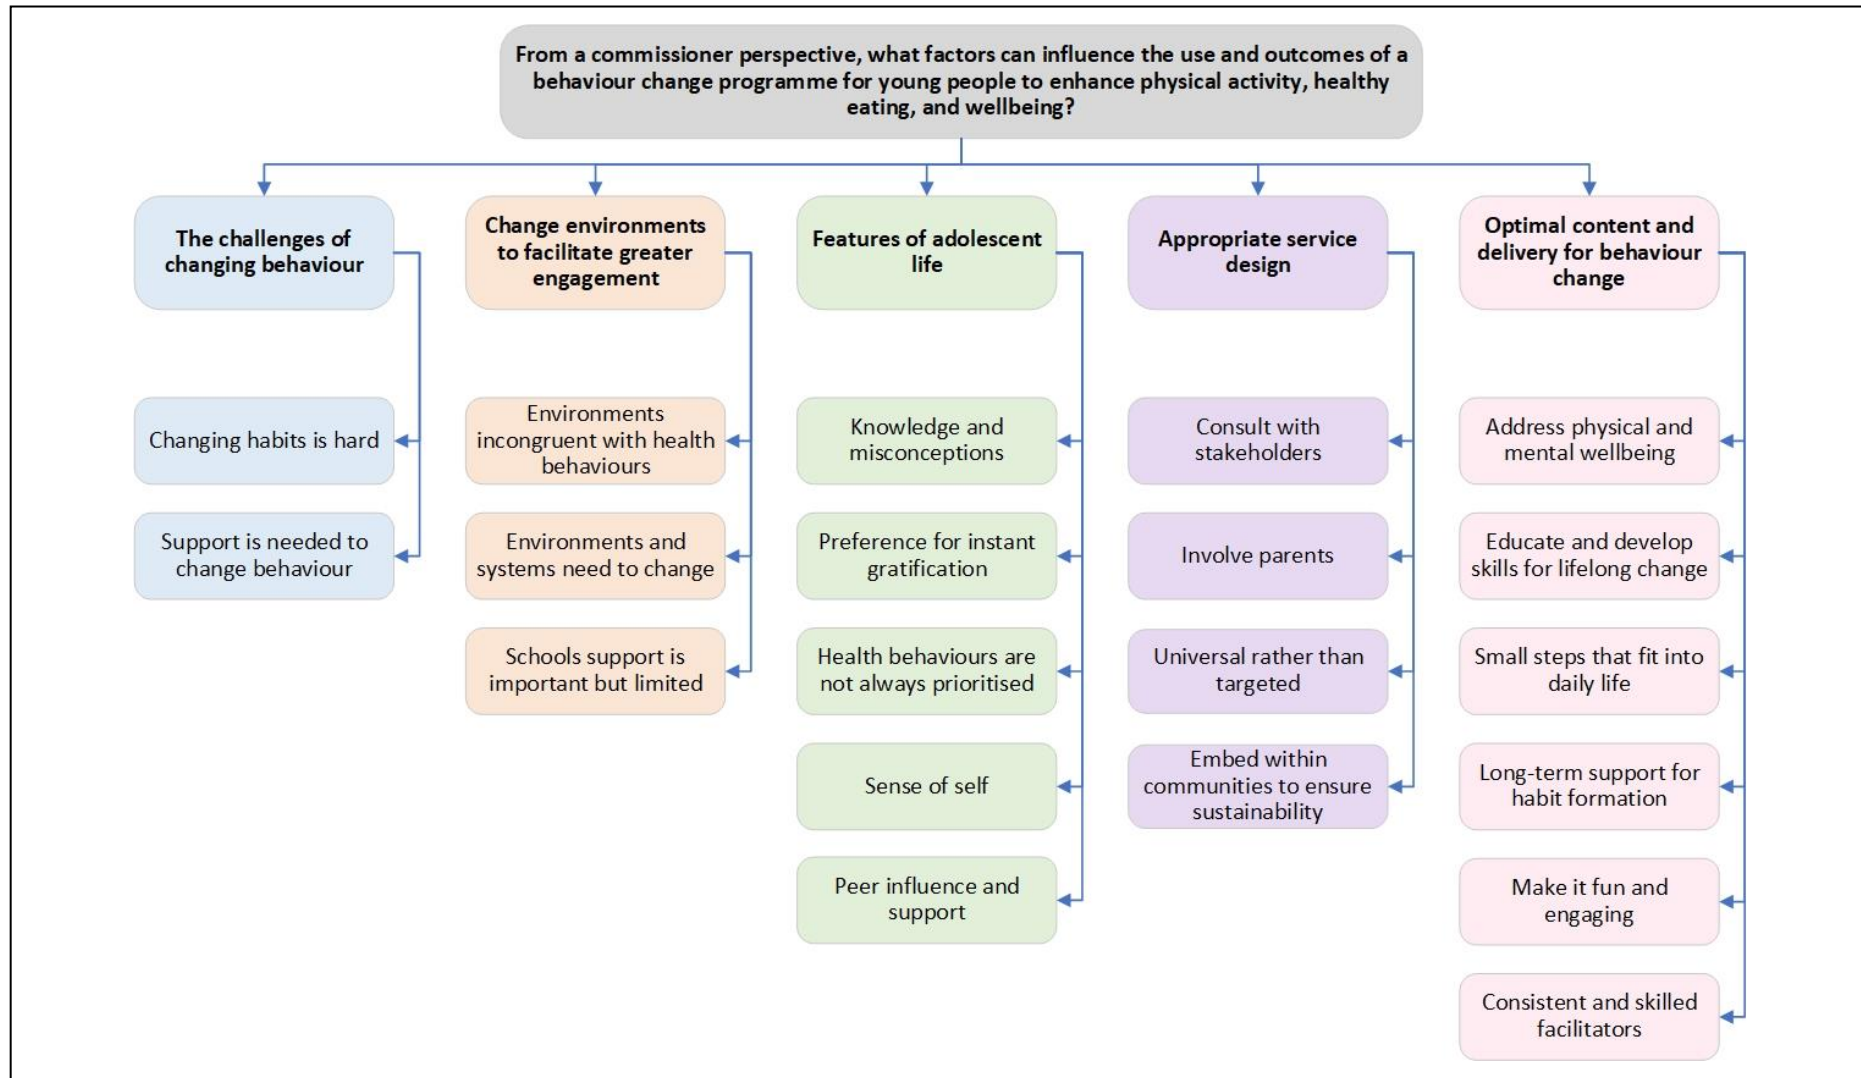 From a commissioner perspective, what factors can influence the use and outcomes of a
behaviour change programme for young people to enhance physical activity, healthy
eating, and wellbeing?
The challenges of
changing behaviour
Changing habits is hard
Support is needed to
change behaviour
Change environments
to facilitate greater
engagement
Environments
incongruent with health
behaviours
Environments and
systems need to change
Schools support is
important but limited
Features of adolescent
life
Knowledge and
misconceptions
Preference for instant
gratification
Health behaviours are
not always prioritised
Sense of self
Peer influence and
support
Appropriate service
design
Consult with
stakeholders
Involve parents
Universal rather than
targeted
Embed within
communities to ensure
sustainability
Optimal content and
delivery for behaviour
change
Address physical and
mental wellbeing
Educate and develop
skills for lifelong change
Small steps that fit into
daily life
Long-term support for
habit formation
Make it fun and
engaging
Consistent and skilled
facilitators